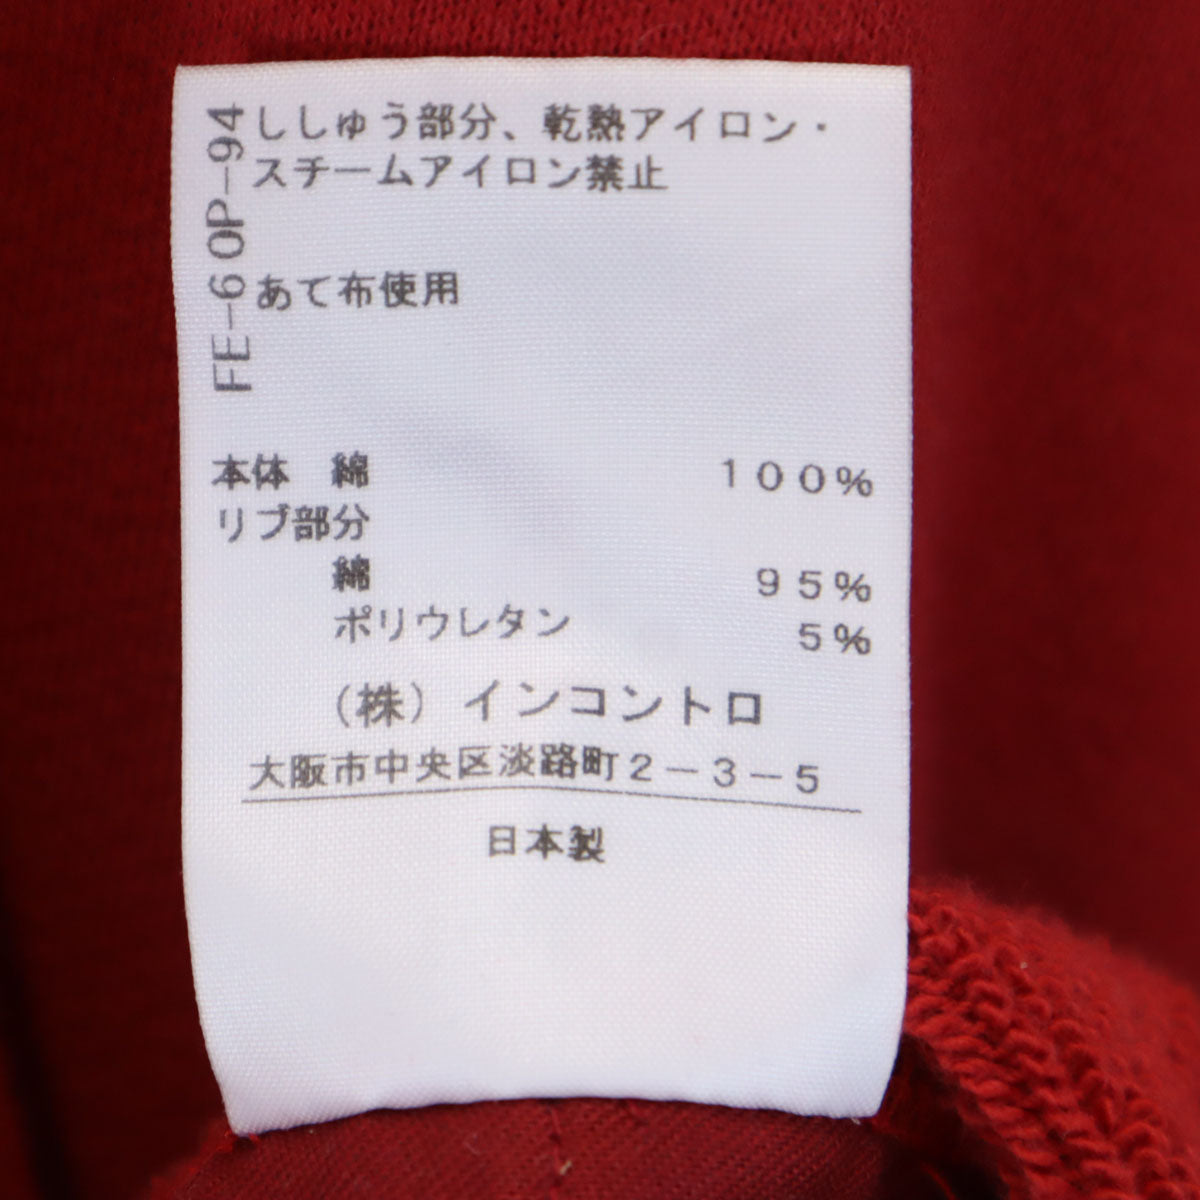 FE-6 OP-94
ししゅう部分、乾熱アイロン・
スチームアイロン禁止
あて布使用
本体 綿 100%
リブ部分
綿 95%
ポリウレタン 5%
(株)インコントロ
大阪市中央区淡路町2-3-5
日本製